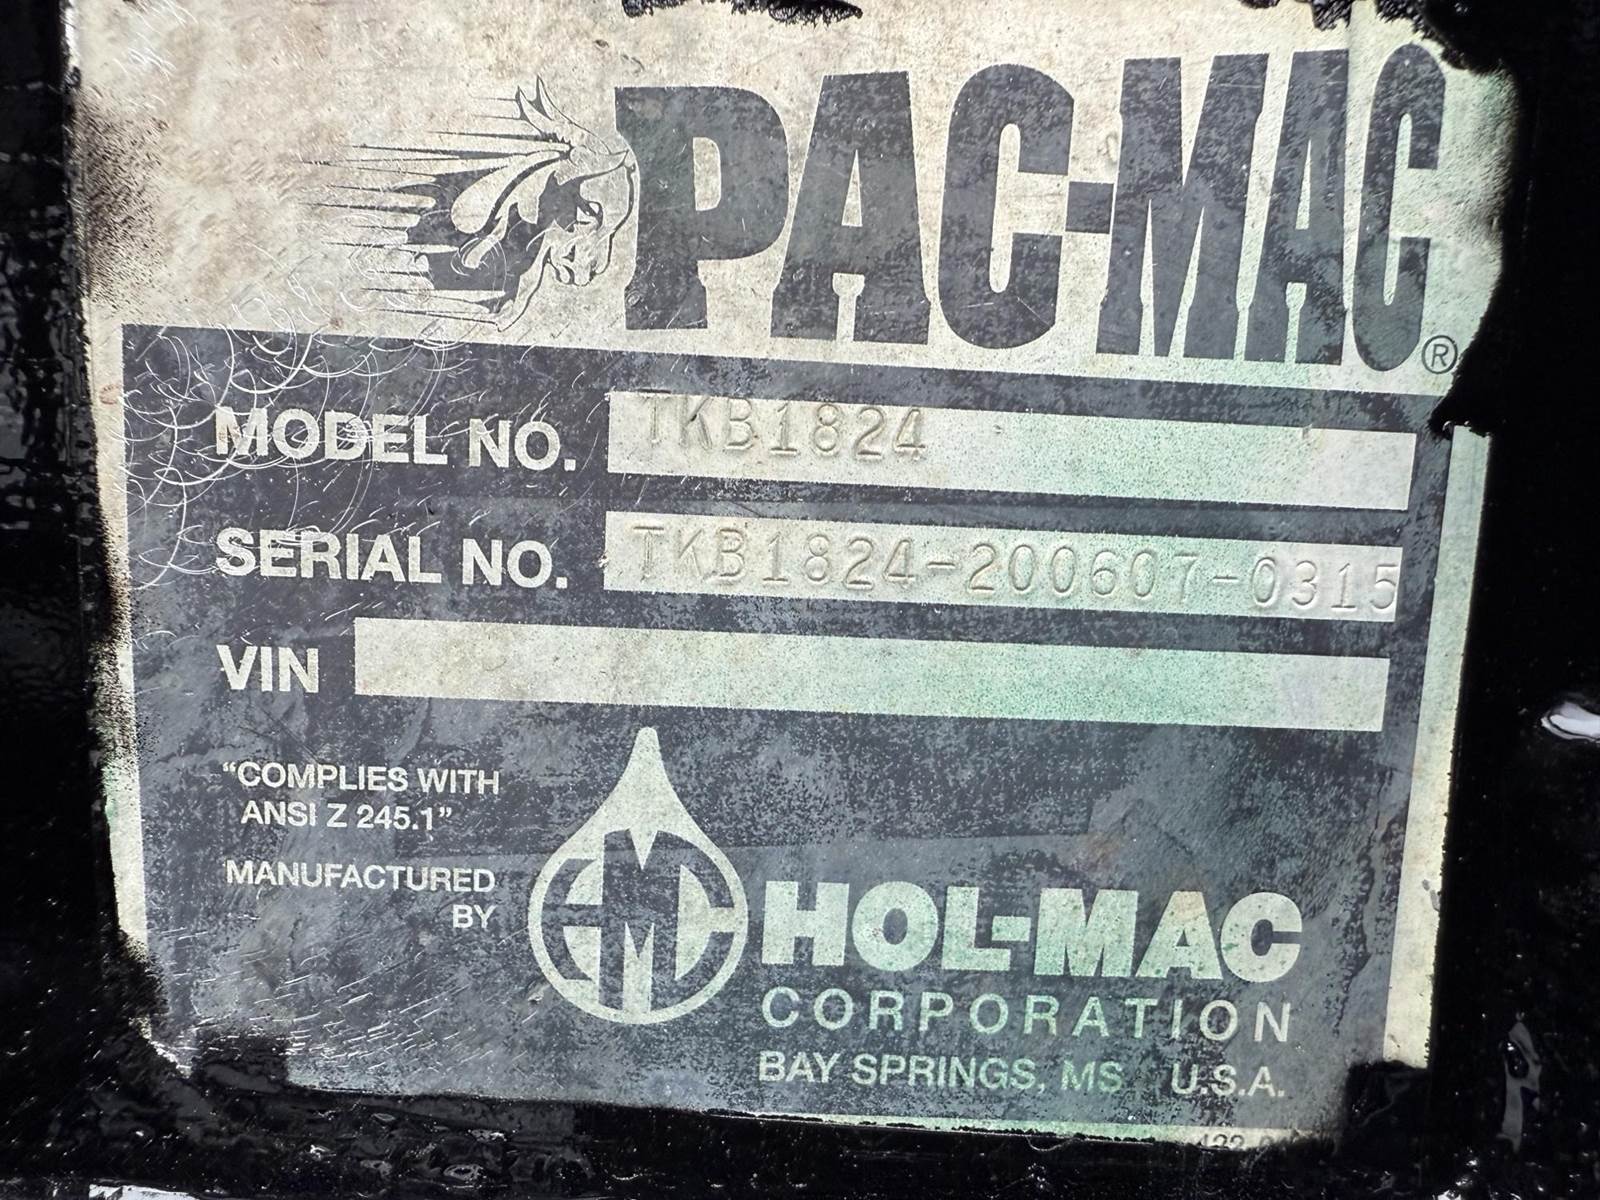 PAC-MAC®
MODEL NO. TKB1824
SERIAL NO. TKB1824-200607-0315
VIN
“COMPLIES WITH
ANSI Z 245.1”
MANUFACTURED
BY
HOL-MAC
CORPORATION
BAY SPRINGS, MS U.S.A.